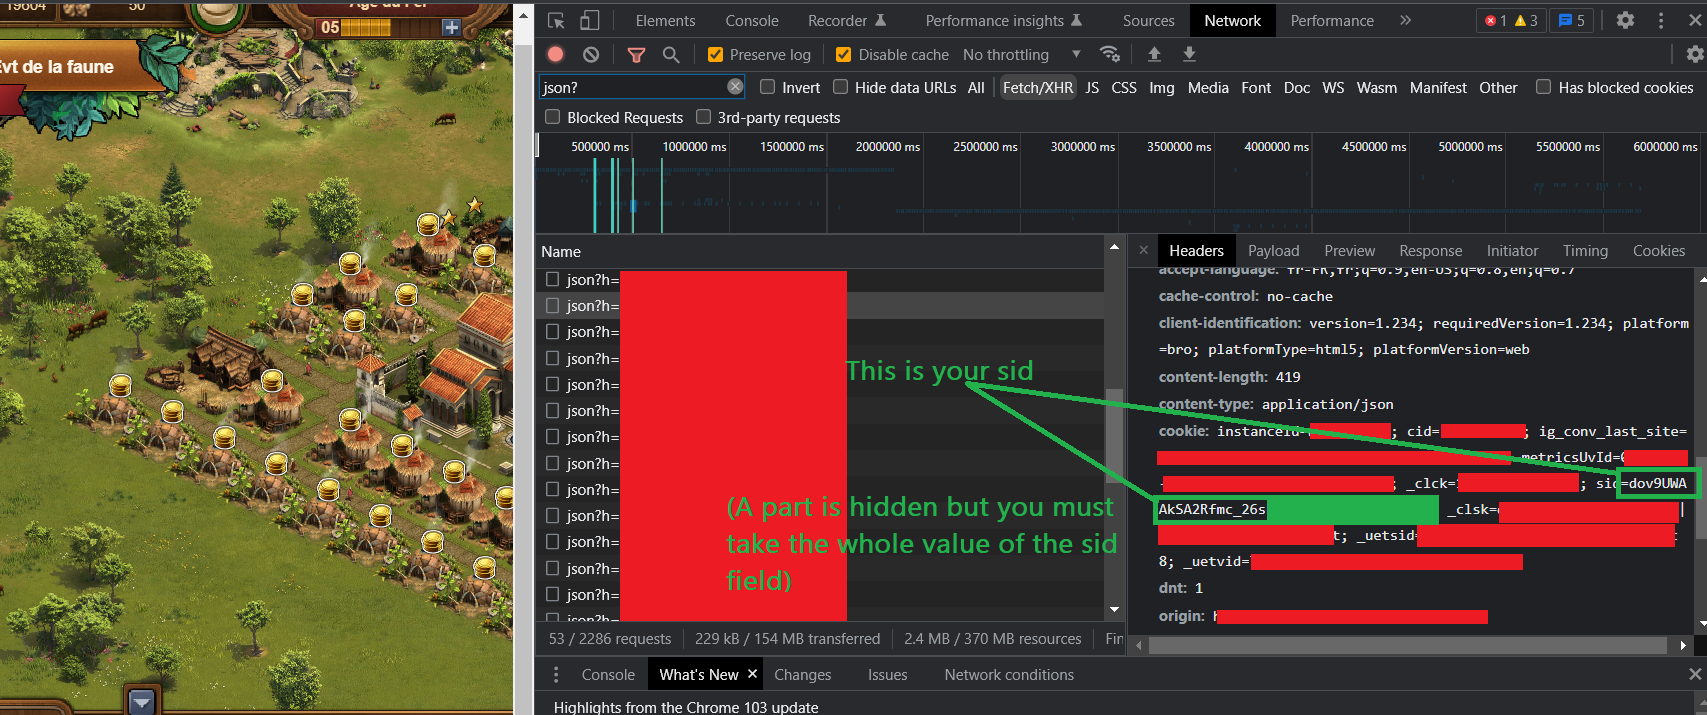 19604
50
Age du Fer
05
Evt de la faune
Elements
Console
Recorder
Performance insights
Sources
Network
Performance
1
3
5
Preserve log
Disable cache
No throttling
json?
Invert
Hide data URLs
All
Fetch/XHR
JS
CSS
Img
Media
Font
Doc
WS
Wasm
Manifest
Other
Has blocked cookies
Blocked Requests
3rd-party requests
500000 ms
1000000 ms
1500000 ms
2000000 ms
2500000 ms
3000000 ms
3500000 ms
4000000 ms
4500000 ms
5000000 ms
5500000 ms
6000000 ms
Name
json?h=
json?h=
json?h=
json?h=
json?h=
json?h=
json?h=
json?h=
json?h=
json?h=
json?h=
json?h=
json?h=
json?h=
This is your sid
(A part is hidden but you must
take the whole value of the sid
field)
53 / 2286 requests
229 kB / 154 MB transferred
2.4 MB / 370 MB resources
Fin
Headers
Payload
Preview
Response
Initiator
Timing
Cookies
accept-language: fr-FR,fr;q=0.9,en-US;q=0.8,en;q=0.7
cache-control: no-cache
client-identification: version=1.234; requiredVersion=1.234; platform
=bro; platformType=html5; platformVersion=web
content-length: 419
content-type: application/json
cookie: instanceId= ; cid= ; ig_conv_last_site=
metricsUvId=
; _clck= ; sid=dov9UWA
AkSA2Rfmc_26s _clsk= |
t; _uetsid=
8; _uetvid=
dnt: 1
origin: h
Console
What's New
Changes
Issues
Network conditions
Highlights from the Chrome 103 update